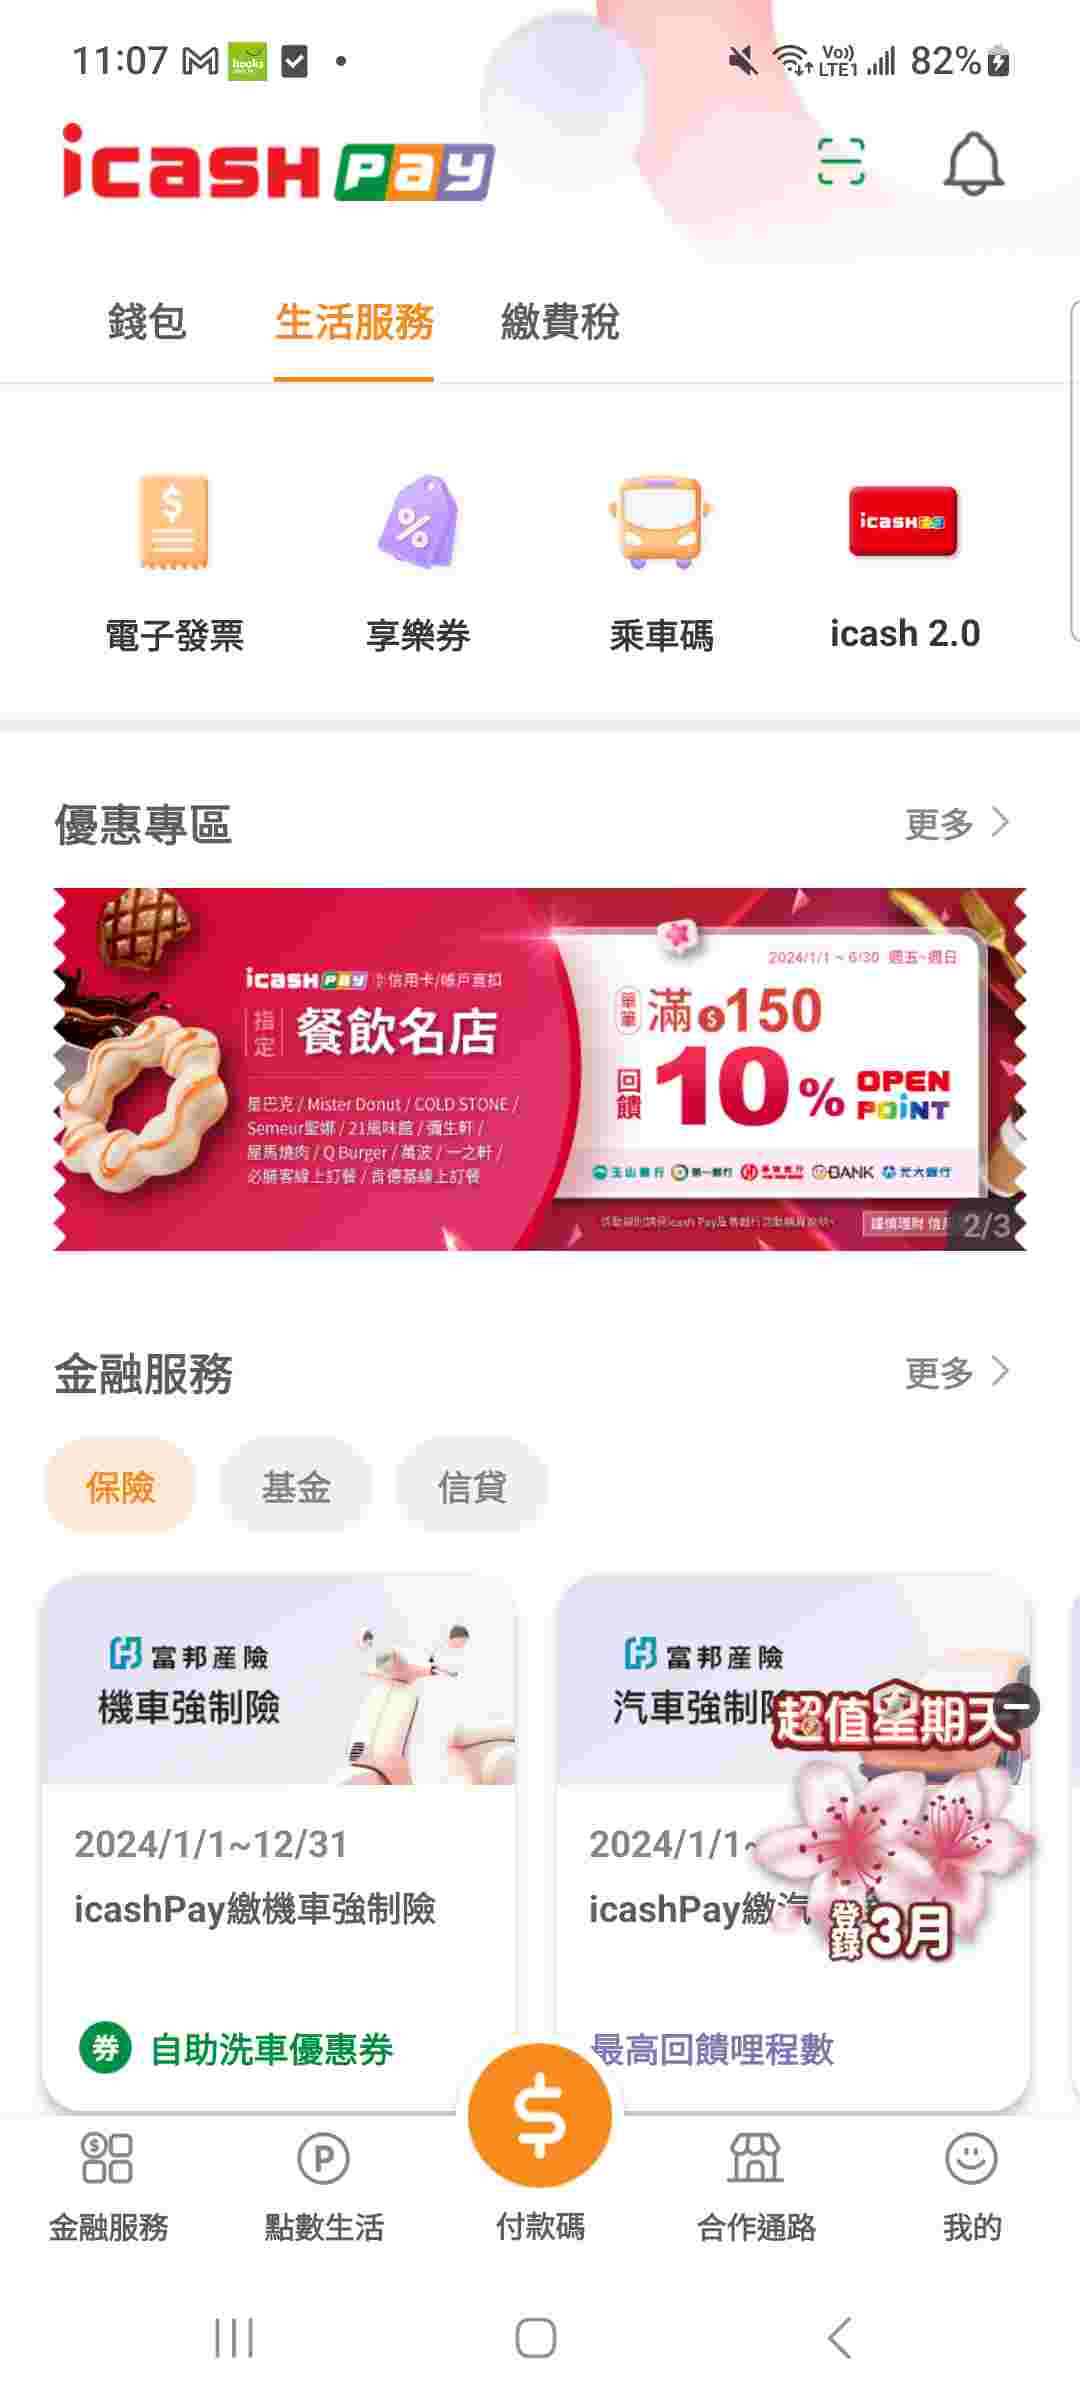 11:07
Vo))
LTE1
82%
icash Pay
錢包
生活服務
繳費稅
電子發票
享樂券
乘車碼
icash 2.0
優惠專區
更多
icash Pay
信用卡/帳戶直扣
指定
餐飲名店
星巴克 / Mister Donut / COLD STONE /
Semeur聖娜 / 21風味館 / 彌生軒 /
屋馬燒肉 / Q Burger / 萬波 / 一之軒 /
必勝客線上訂餐 / 肯德基線上訂餐
2024/1/1 ~ 6/30 週五~週日
單筆
滿$150
回饋
10%
OPEN POINT
玉山銀行
第一銀行
BANK
光大銀行
謹慎理財
2/3
金融服務
更多
保險
基金
信貸
富邦産險
機車強制險
富邦産險
汽車強制險
超值星期天
2024/1/1~12/31
icashPay繳機車強制險
2024/1/1~
icashPay繳汽
登錄3月
券
自助洗車優惠券
最高回饋哩程數
金融服務
點數生活
付款碼
合作通路
我的